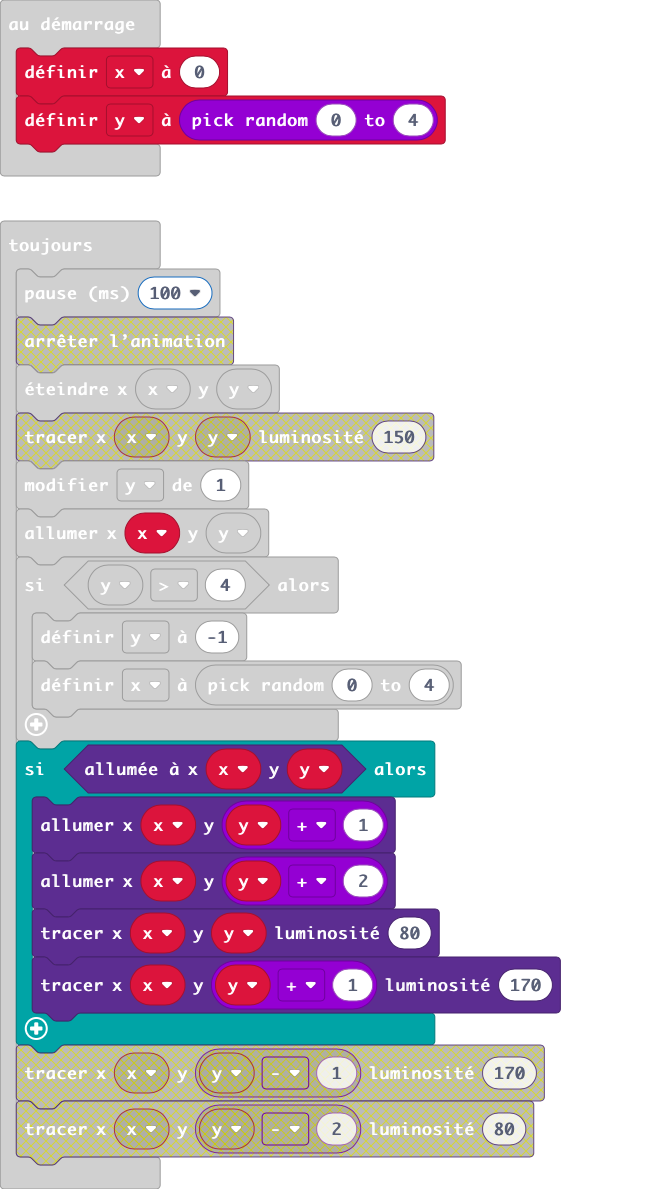 au démarrage
définir x à 0
définir y à pick random 0 to 4
toujours
pause (ms) 100
arrêter l’animation
éteindre x x y y
tracer x x y y luminosité 150
modifier y de 1
allumer x x y y
si y > 4 alors
définir y à -1
définir x à pick random 0 to 4
si allumée à x x y y alors
allumer x x y y + 1
allumer x x y y + 2
tracer x x y y luminosité 80
tracer x x y y + 1 luminosité 170
tracer x x y y - 1 luminosité 170
tracer x x y y - 2 luminosité 80